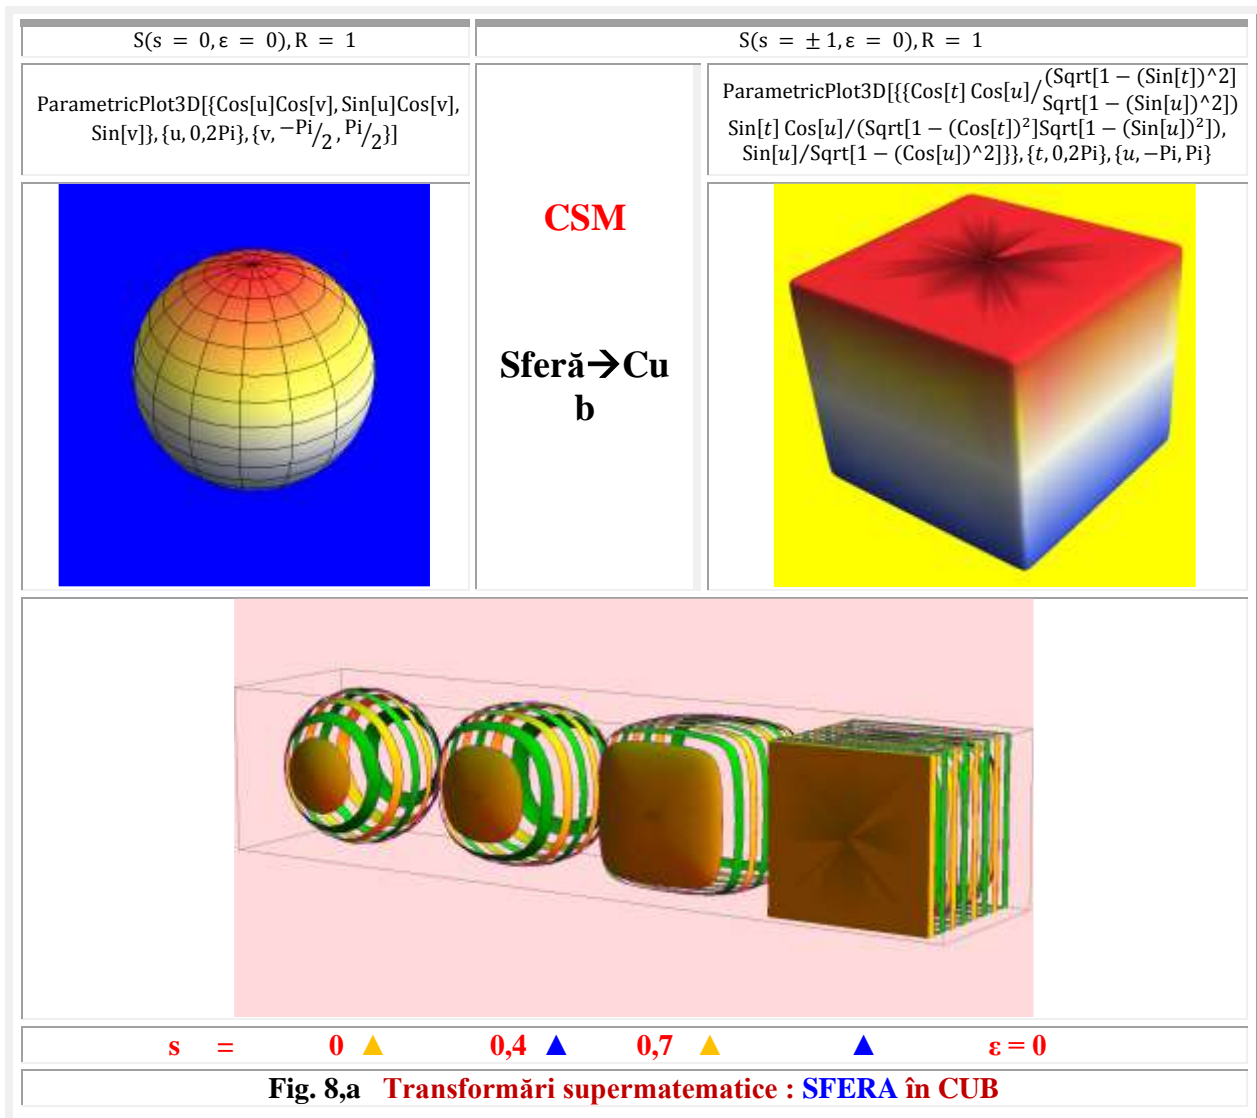 S(s = 0, ε = 0), R = 1
S(s = ± 1, ε = 0), R = 1
ParametricPlot3D[{Cos[u]Cos[v], Sin[u]Cos[v],
Sin[v]}, {u, 0,2Pi}, {v, −Pi/2, Pi/2}]
CSM
Sferă→Cu
b
ParametricPlot3D[{{Cos[t] Cos[u]/(Sqrt[1 − (Sin[t])^2]
Sqrt[1 − (Sin[u])^2])
Sin[t] Cos[u]/(Sqrt[1 − (Cos[t])²]Sqrt[1 − (Sin[u])²]),
Sin[u]/Sqrt[1 − (Cos[u])^2]}}, {t, 0,2Pi}, {u, −Pi, Pi}
s = 0 ▲ 0,4 ▲ 0,7 ▲ ▲ ε = 0
Fig. 8,a Transformări supermatematice : SFERA în CUB